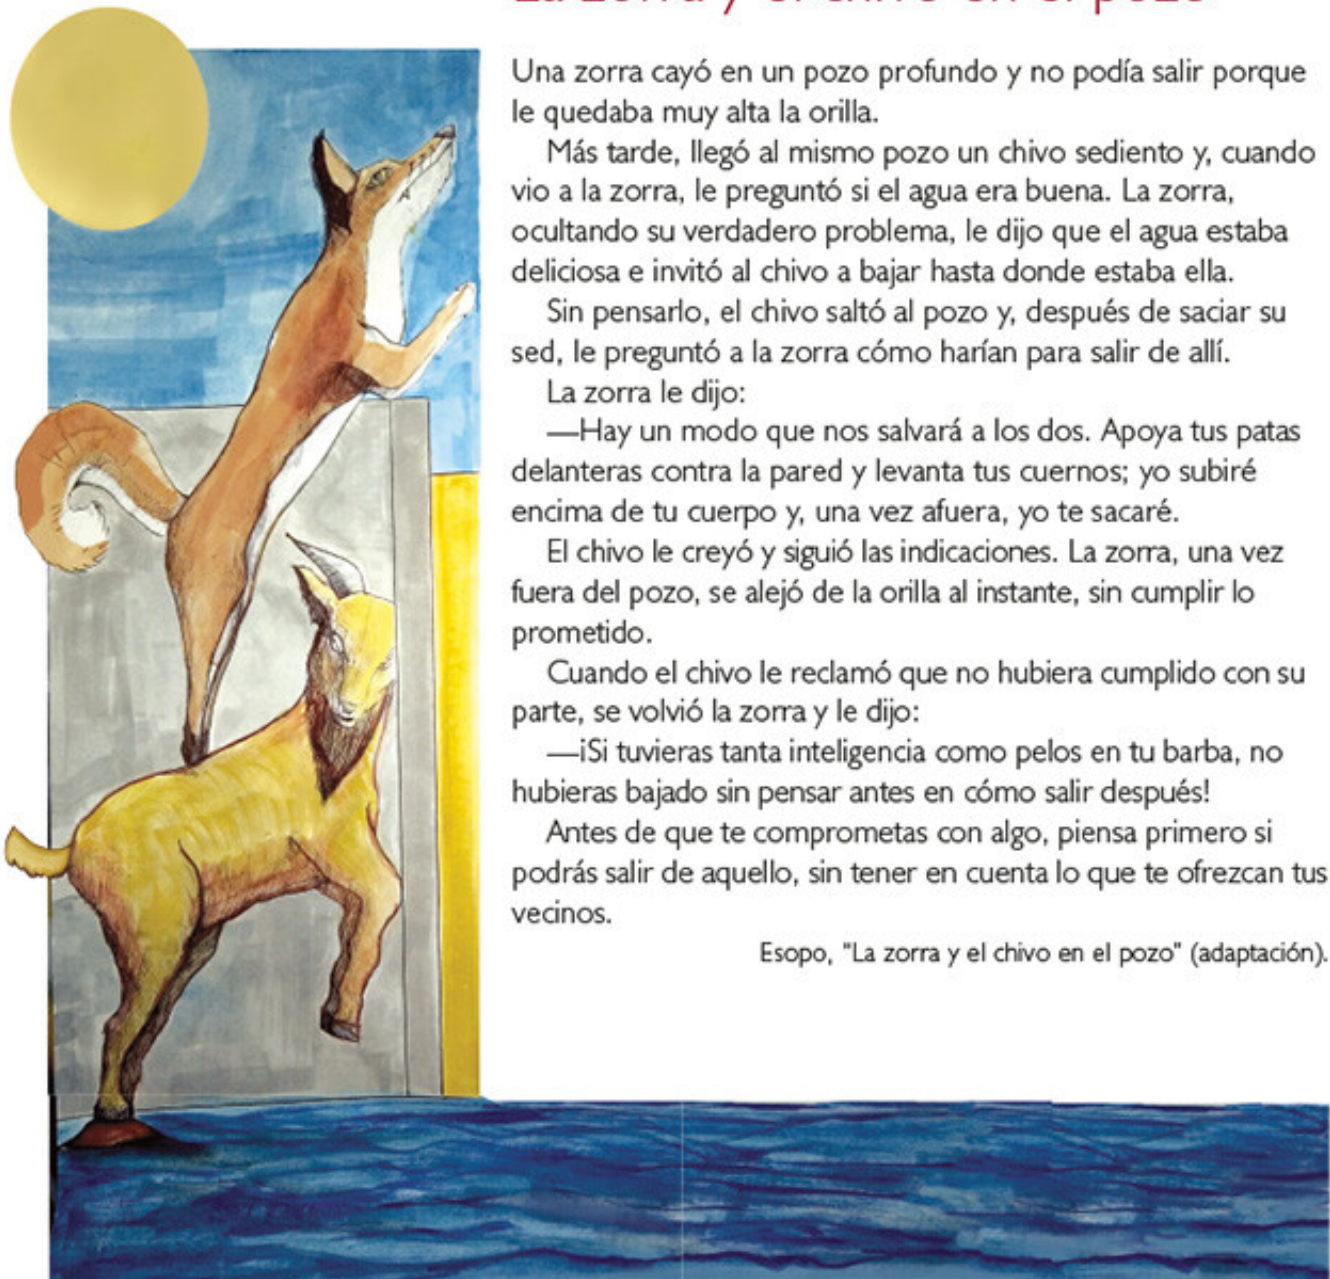 La zorra y el chivo en el pozo
Una zorra cayó en un pozo profundo y no podía salir porque
le quedaba muy alta la orilla.
Más tarde, llegó al mismo pozo un chivo sediento y, cuando
vio a la zorra, le preguntó si el agua era buena. La zorra,
ocultando su verdadero problema, le dijo que el agua estaba
deliciosa e invitó al chivo a bajar hasta donde estaba ella.
Sin pensarlo, el chivo saltó al pozo y, después de saciar su
sed, le preguntó a la zorra cómo harían para salir de allí.
La zorra le dijo:
—Hay un modo que nos salvará a los dos. Apoya tus patas
delanteras contra la pared y levanta tus cuernos; yo subiré
encima de tu cuerpo y, una vez afuera, yo te sacaré.
El chivo le creyó y siguió las indicaciones. La zorra, una vez
fuera del pozo, se alejó de la orilla al instante, sin cumplir lo
prometido.
Cuando el chivo le reclamó que no hubiera cumplido con su
parte, se volvió la zorra y le dijo:
—¡Si tuvieras tanta inteligencia como pelos en tu barba, no
hubieras bajado sin pensar antes en cómo salir después!
Antes de que te comprometas con algo, piensa primero si
podrás salir de aquello, sin tener en cuenta lo que te ofrezcan tus
vecinos.
Esopo, "La zorra y el chivo en el pozo" (adaptación).